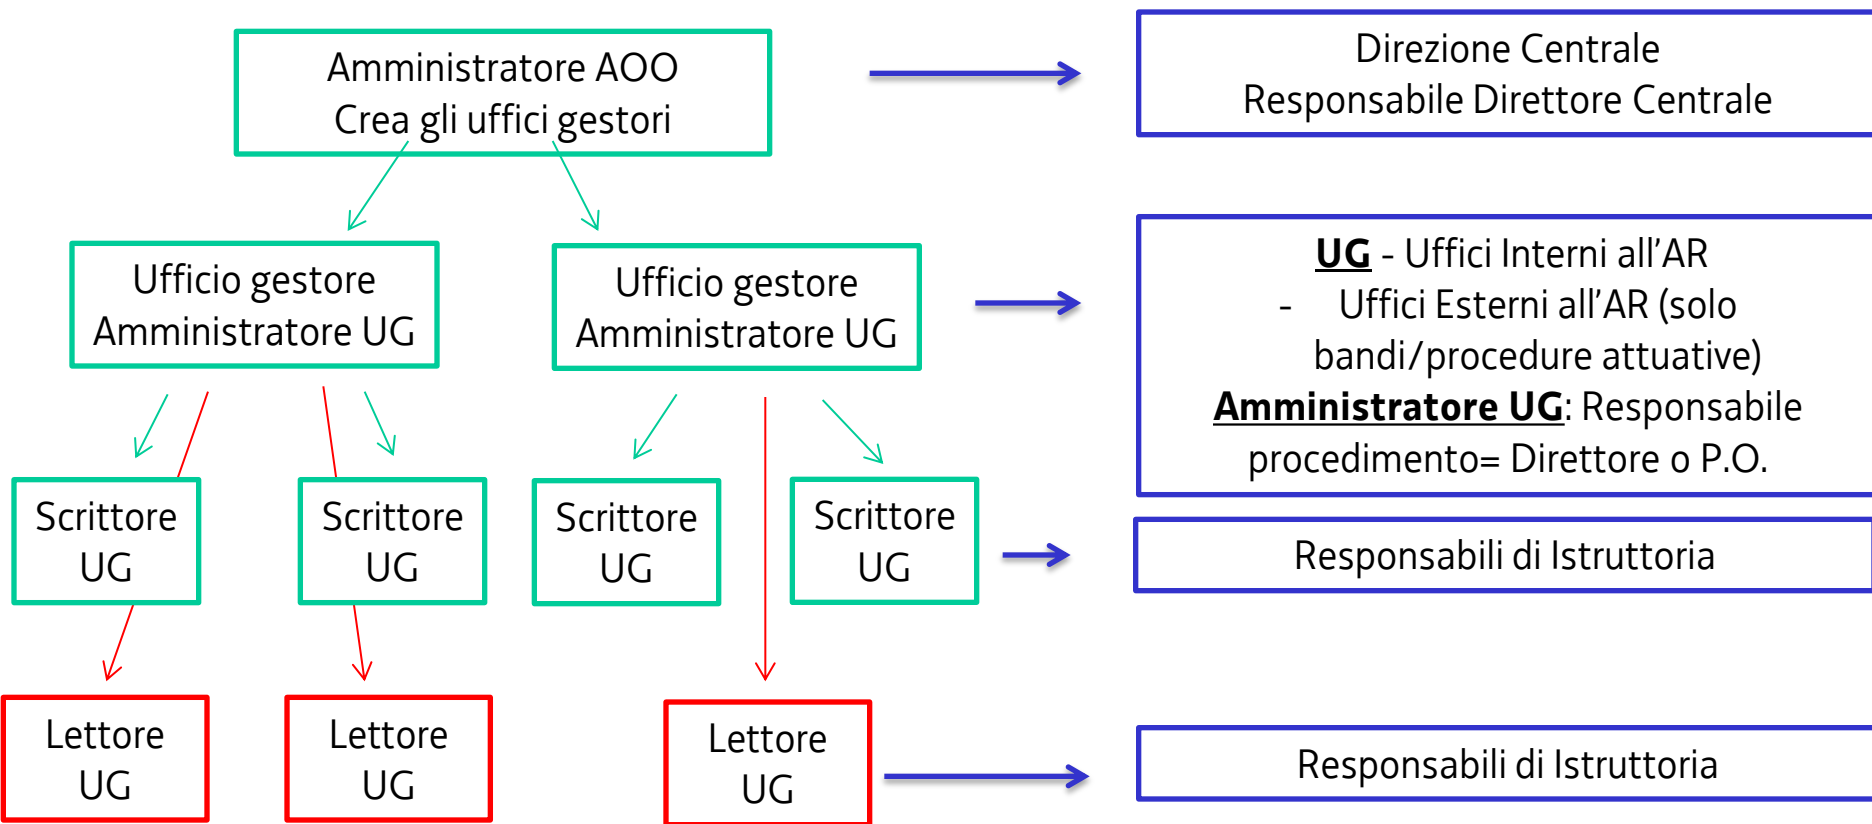 Amministratore AOO
Crea gli uffici gestori
Direzione Centrale
Responsabile Direttore Centrale
Ufficio gestore
Amministratore UG
Ufficio gestore
Amministratore UG
UG - Uffici Interni all’AR
- Uffici Esterni all’AR (solo
bandi/procedure attuative)
Amministratore UG: Responsabile
procedimento= Direttore o P.O.
Scrittore
UG
Scrittore
UG
Scrittore
UG
Scrittore
UG
Responsabili di Istruttoria
Lettore
UG
Lettore
UG
Lettore
UG
Responsabili di Istruttoria